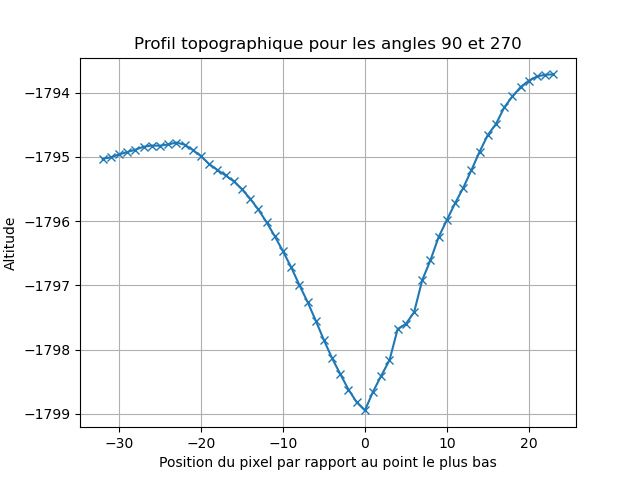 Profil topographique pour les angles 90 et 270
−1794
−1795
−1796
−1797
−1798
−1799
Altitude
−30 −20 −10 0 10 20
Position du pixel par rapport au point le plus bas